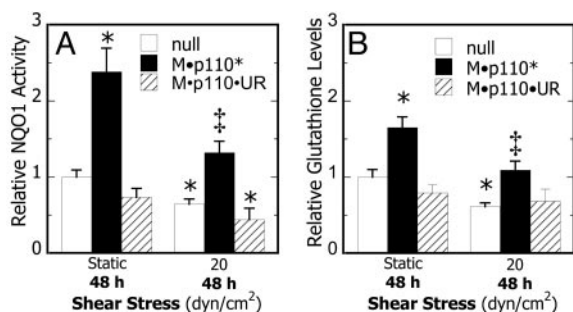 A
Relative NQO1 Activity
3
2
1
0
null
M•p110*
M•p110•UR
*
*
‡
*
Static
20
48 h
48 h
Shear Stress (dyn/cm²)
B
Relative Glutathione Levels
3
2
1
0
null
M•p110*
M•p110•UR
*
*
‡
Static
20
48 h
48 h
Shear Stress (dyn/cm²)